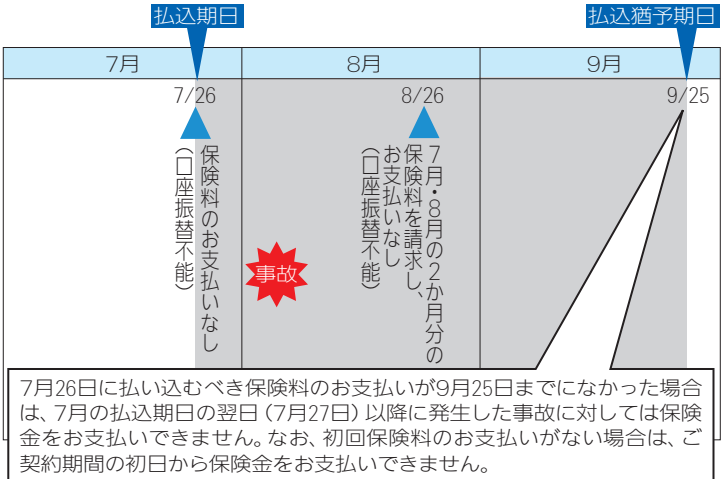 払込期日
払込猶予期日
7月
8月
9月
7/26
8/26
9/25
保険料のお支払いなし
（口座振替不能）
事故
7月・8月の2か月分の
保険料を請求し、
お支払いなし
（口座振替不能）
7月26日に払い込むべき保険料のお支払いが9月25日までになかった場合
は、7月の払込期日の翌日（7月27日）以降に発生した事故に対しては保険
金をお支払いできません。なお、初回保険料のお支払いがない場合は、ご
契約期間の初日から保険金をお支払いできません。